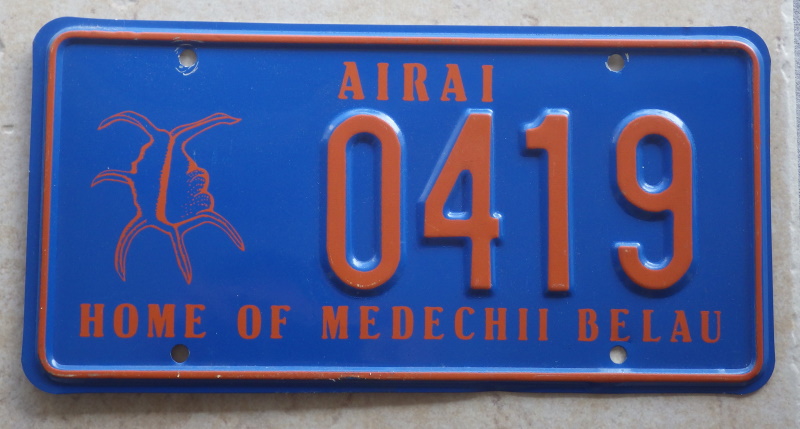 AIRAI
0419
HOME OF MEDECHII BELAU